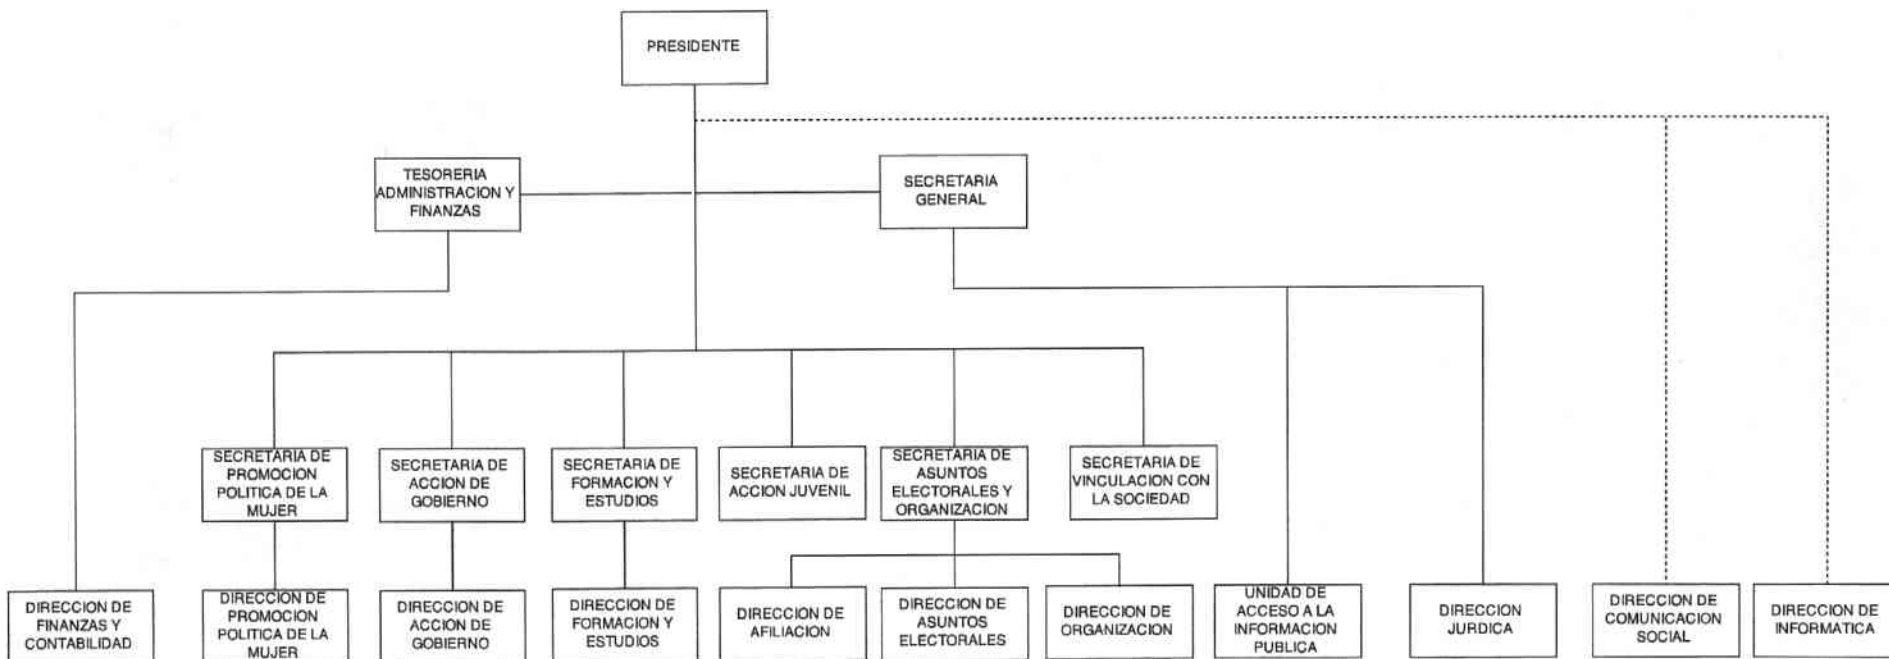 PRESIDENTE
TESORERIA
ADMINISTRACION Y
FINANZAS
SECRETARIA
GENERAL
SECRETARIA DE
PROMOCION
POLITICA DE LA
MUJER
SECRETARIA DE
ACCION DE
GOBIERNO
SECRETARIA DE
FORMACION Y
ESTUDIOS
SECRETARIA DE
ACCION JUVENIL
SECRETARIA DE
ASUNTOS
ELECTORALES Y
ORGANIZACION
SECRETARIA DE
VINCULACION CON
LA SOCIEDAD
DIRECCION DE
FINANZAS Y
CONTABILIDAD
DIRECCION DE
PROMOCION
POLITICA DE LA
MUJER
DIRECCION DE
ACCION DE
GOBIERNO
DIRECCION DE
FORMACION Y
ESTUDIOS
DIRECCION DE
AFILIACION
DIRECCION DE
ASUNTOS
ELECTORALES
DIRECCION DE
ORGANIZACION
UNIDAD DE
ACCESO A LA
INFORMACION
PUBLICA
DIRECCION
JURDICA
DIRECCION DE
COMUNICACION
SOCIAL
DIRECCION DE
INFORMATICA